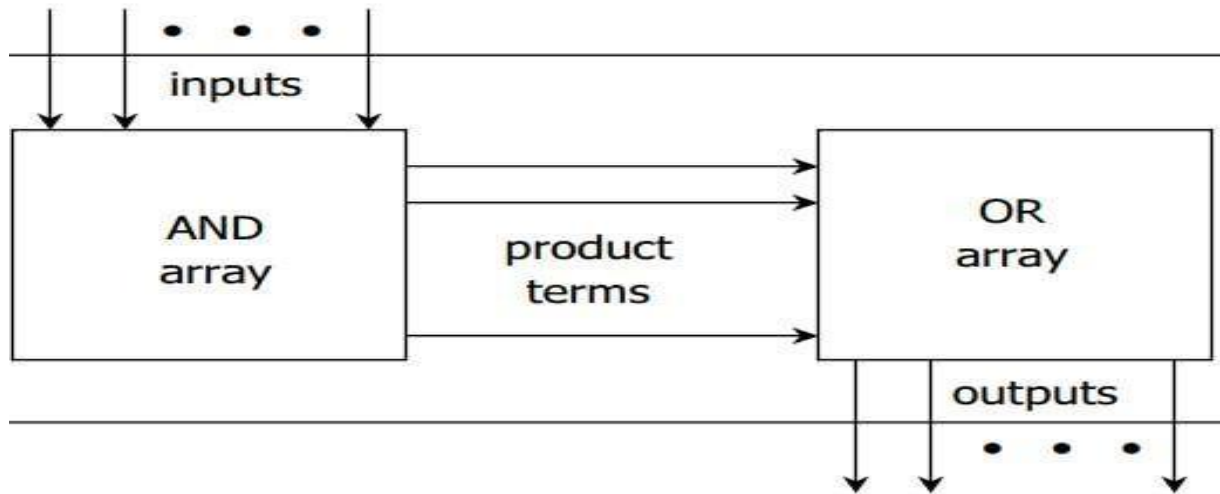 inputs
AND
array
product
terms
OR
array
outputs